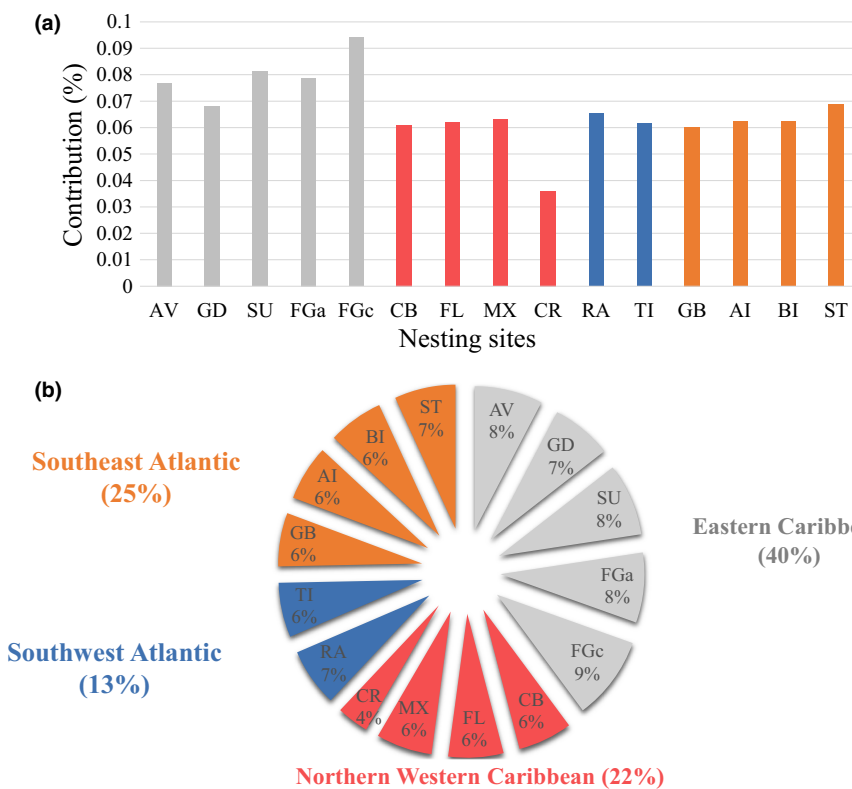 (a)
Contribution (%)
0.1
0.09
0.08
0.07
0.06
0.05
0.04
0.03
0.02
0.01
0
AV GD SU FGa FGc CB FL MX CR RA TI GB AI BI ST
Nesting sites
(b)
Southeast Atlantic
(25%)
Southwest Atlantic
(13%)
ST
7%
BI
6%
AI
6%
GB
6%
TI
6%
RA
7%
CR
4%
MX
6%
FL
6%
CB
6%
FGc
9%
FGa
8%
SU
8%
GD
7%
AV
8%
Eastern Caribbe
(40%)
Northern Western Caribbean (22%)